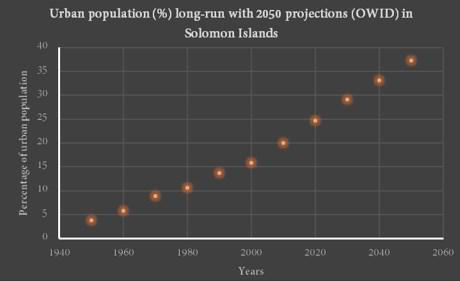 Urban population (%) long-run with 2050 projections (OWID) in
Solomon Islands
Percentage of urban population
40
35
30
25
20
15
10
5
0
1940 1960 1980 2000 2020 2040 2060
Years